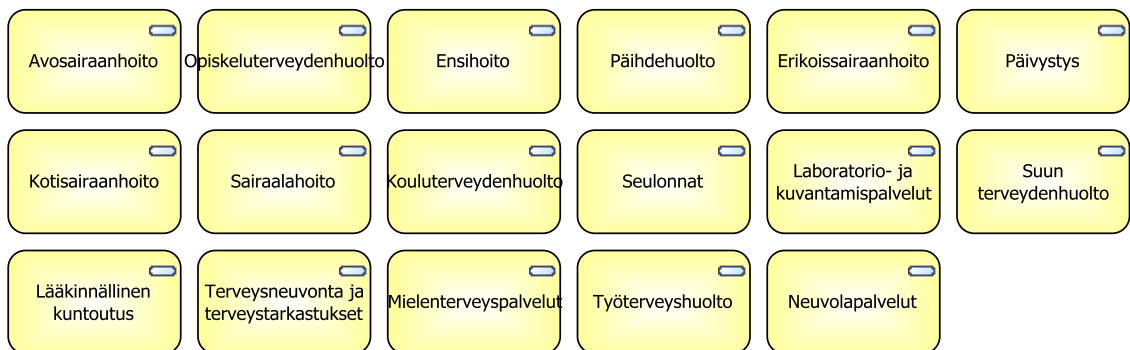 Avosairaanhoito
Opiskeluterveydenhuolto
Ensihoito
Päihdehuolto
Erikoissairaanhoito
Päivystys
Kotisairaanhoito
Sairaalahoito
Kouluterveydenhuolto
Seulonnat
Laboratorio- ja
kuvantamispalvelut
Suun
terveydenhuolto
Lääkinnällinen
kuntoutus
Terveysneuvonta ja
terveystarkastukset
Mielenterveyspalvelut
Työterveyshuolto
Neuvolapalvelut